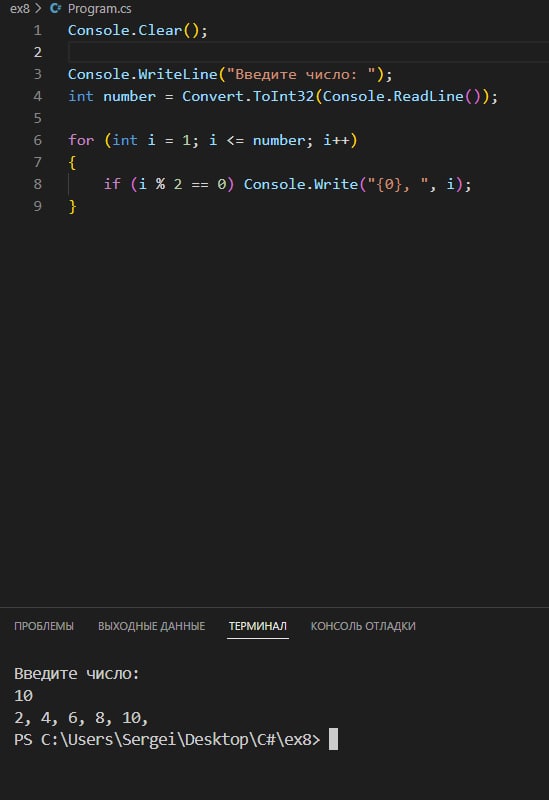 ex8 > C# Program.cs
1 Console.Clear();
2
3 Console.WriteLine("Введите число: ");
4 int number = Convert.ToInt32(Console.ReadLine());
5
6 for (int i = 1; i <= number; i++)
7 {
8     if (i % 2 == 0) Console.Write("{0}, ", i);
9 }
ПРОБЛЕМЫ ВЫХОДНЫЕ ДАННЫЕ ТЕРМИНАЛ КОНСОЛЬ ОТЛАДКИ
Введите число:
10
2, 4, 6, 8, 10,
PS C:\Users\Sergei\Desktop\C#\ex8>